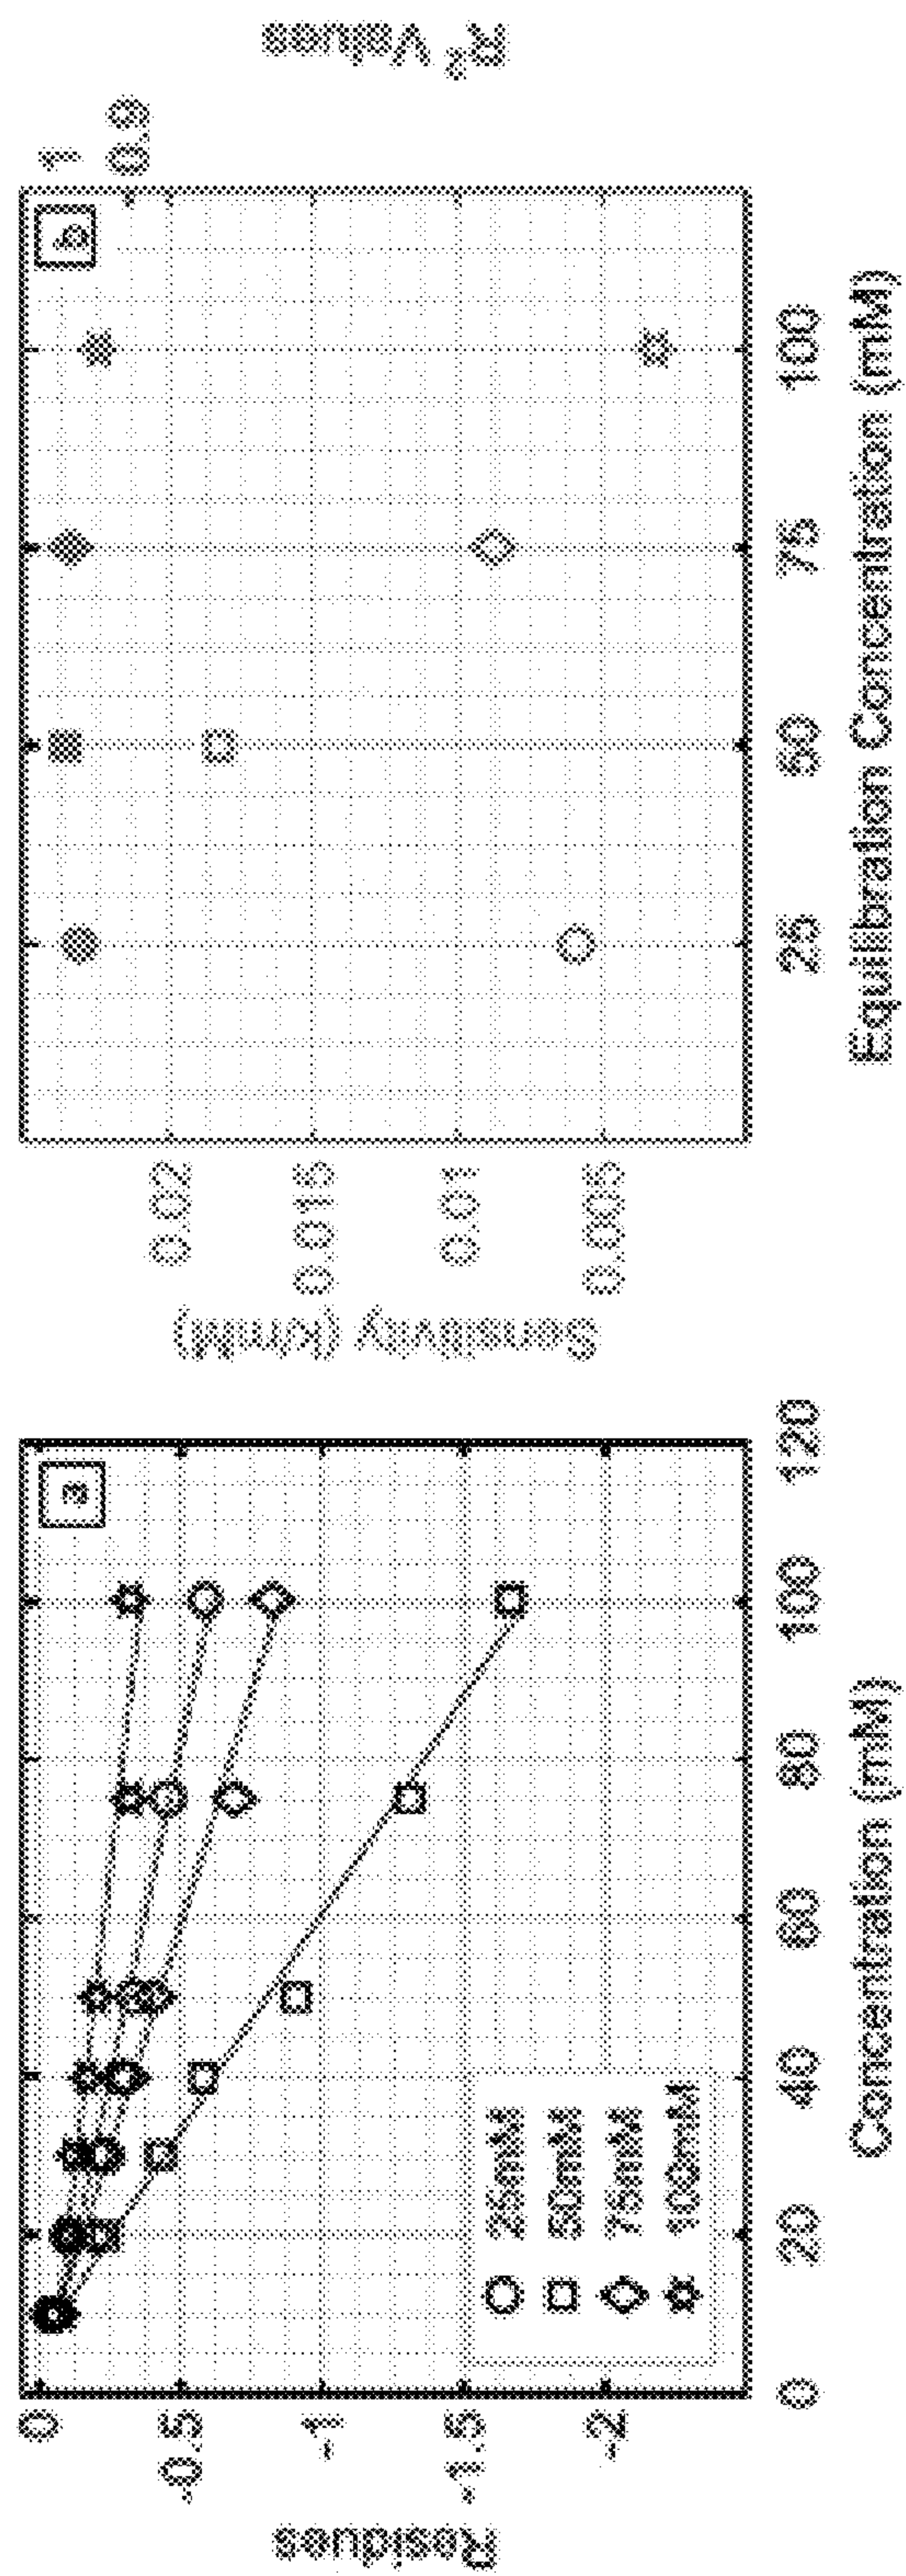 a
Residues
0
-0.5
-1
-1.5
-2
25mM
50mM
75mM
100mM
0
20
40
60
80
100
120
Concentration (mM)
b
Sensitivity (K/mM)
0.02
0.015
0.01
0.005
25
50
75
100
Equilibration Concentration (mM)
1
0.9
R² Values